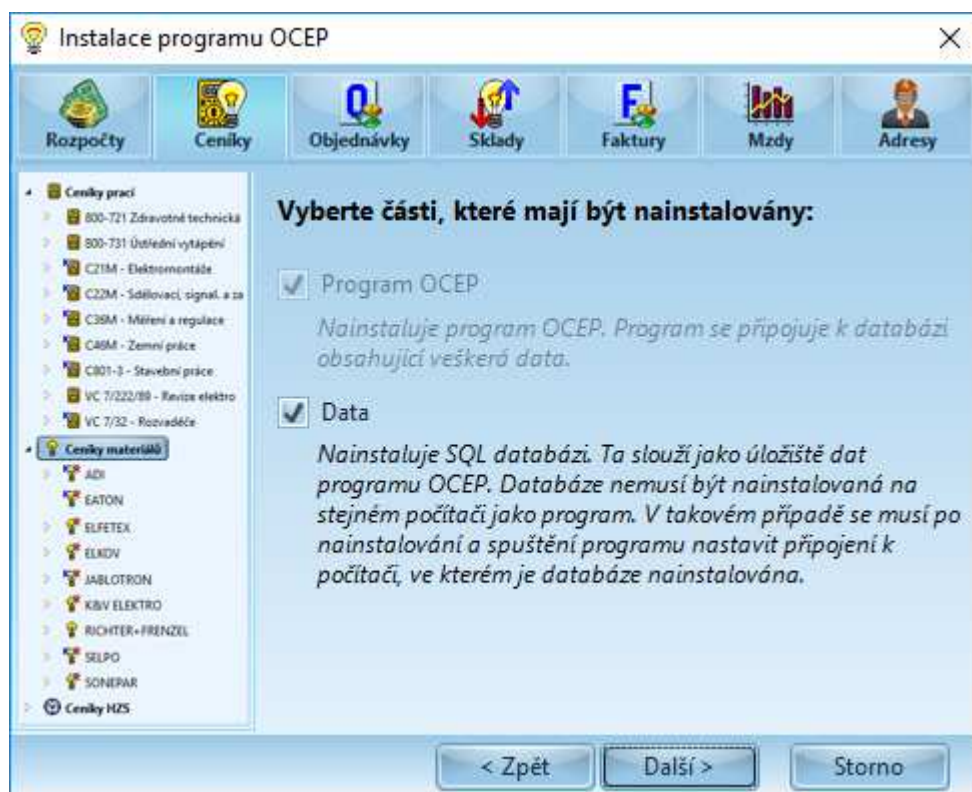 Instalace programu OCEP
Rozpočty
Ceníky
Objednávky
Sklady
Faktury
Mzdy
Adresy
Ceníky prací
800-721 Zdravotně technická
800-731 Ústřední vytápění
C21M - Elektromontáže
C22M - Sdělovací, signal. a za
C36M - Měření a regulace
C46M - Zemní práce
C801-3 - Stavební práce
VC 7/222/89 - Revize elektro
VC 7/32 - Rozvaděče
Ceníky materiálů
ADI
EATON
ELFETEX
ELKOV
JABLOTRON
K&V ELEKTRO
RICHTER+FRENZEL
SELPO
SONEPAR
Ceníky HZS
Vyberte části, které mají být nainstalovány:
Program OCEP
Nainstaluje program OCEP. Program se připojuje k databázi
obsahující veškerá data.
Data
Nainstaluje SQL databázi. Ta slouží jako úložiště dat
programu OCEP. Databáze nemusí být nainstalovaná na
stejném počítači jako program. V takovém případě se musí po
nainstalování a spuštění programu nastavit připojení k
počítači, ve kterém je databáze nainstalována.
< Zpět
Další >
Storno